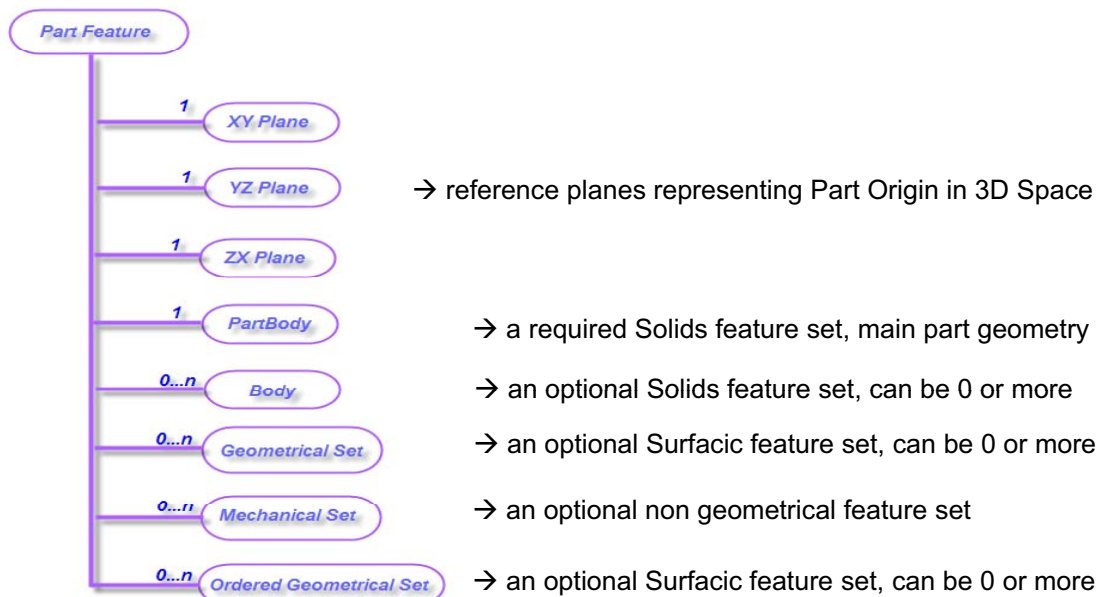 Part Feature
1
XY Plane
1
YZ Plane → reference planes representing Part Origin in 3D Space
1
ZX Plane
1
PartBody → a required Solids feature set, main part geometry
0...n
Body → an optional Solids feature set, can be 0 or more
0...n
Geometrical Set → an optional Surfacic feature set, can be 0 or more
0...n
Mechanical Set → an optional non geometrical feature set
0...n
Ordered Geometrical Set → an optional Surfacic feature set, can be 0 or more